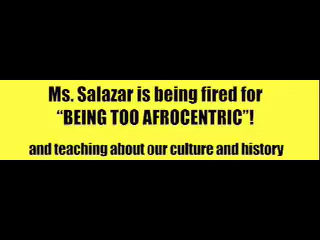 Ms. Salazar is being fired for
“BEING TOO AFROCENTRIC”!
and teaching about our culture and history